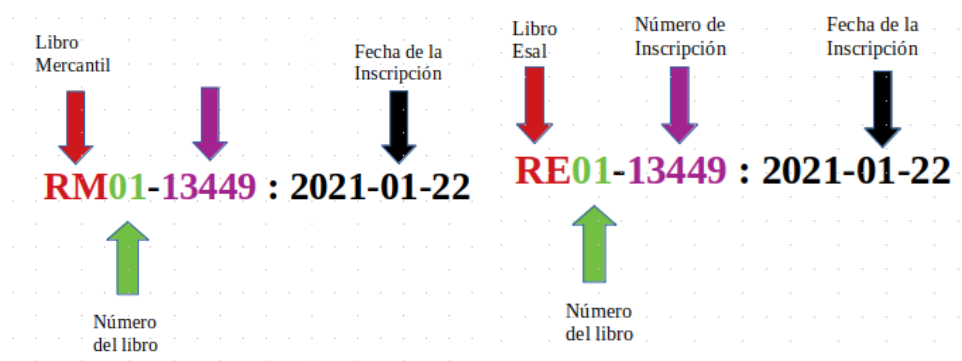 Libro
Mercantil
Fecha de la
Inscripción
RM01-13449 : 2021-01-22
Número
del libro
Libro
Esal
Número de
Inscripción
Fecha de la
Inscripción
RE01-13449 : 2021-01-22
Número
del libro